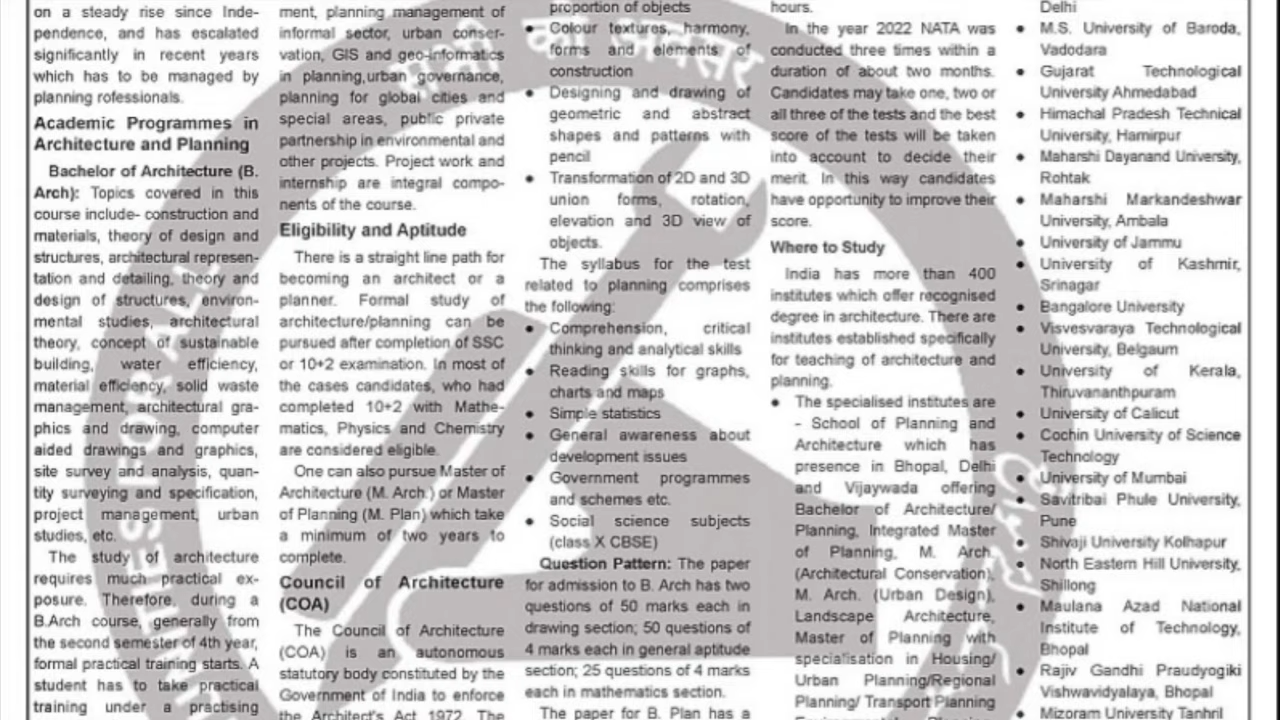 on a steady rise since Inde-
pendence, and has escalated
significantly in recent years
which has to be managed by
planning rofessionals.
Academic Programmes in
Architecture and Planning
Bachelor of Architecture (B.
Arch): Topics covered in this
course include- construction and
materials, theory of design and
structures, architectural represen-
tation and detailing, theory and
design of structures, environ-
mental studies, architectural
theory, concept of sustainable
building, water efficiency,
material efficiency, solid waste
management, architectural gra-
phics and drawing, computer
aided drawings and graphics,
site survey and analysis, quan-
tity surveying and specification,
project management, urban
studies, etc.
The study of architecture
requires much practical ex-
posure. Therefore, during a
B.Arch course, generally from
the second semester of 4th year,
formal practical training starts. A
student has to take practical
training under a practising
ment, planning management of
informal sector, urban conser-
vation, GIS and geo-informatics
in planning,urban governance,
planning for global cities and
special areas, public private
partnership in environmental and
other projects. Project work and
internship are integral compo-
nents of the course.
Eligibility and Aptitude
There is a straight line path for
becoming an architect or a
planner. Formal study of
architecture/planning can be
pursued after completion of SSC
or 10+2 examination. In most of
the cases candidates, who had
completed 10+2 with Mathe-
matics, Physics and Chemistry
are considered eligible.
One can also pursue Master of
Architecture (M. Arch.) or Master
of Planning (M. Plan) which take
a minimum of two years to
complete.
Council of Architecture
(COA)
The Council of Architecture
(COA) is an autonomous
statutory body constituted by the
Government of India to enforce
the Architect's Act 1972. The
proportion of objects
• Colour textures, harmony,
forms and elements of
construction
• Designing and drawing of
geometric and abstract
shapes and patterns with
pencil
• Transformation of 2D and 3D
union forms, rotation,
elevation and 3D view of
objects.
The syllabus for the test
related to planning comprises
the following:
• Comprehension, critical
thinking and analytical skills
• Reading skills for graphs,
charts and maps
• Simple statistics
• General awareness about
development issues
• Government programmes
and schemes etc.
• Social science subjects
(class X CBSE)
Question Pattern: The paper
for admission to B. Arch has two
questions of 50 marks each in
drawing section; 50 questions of
4 marks each in general aptitude
section; 25 questions of 4 marks
each in mathematics section.
The paper for B. Plan has a
hours.
In the year 2022 NATA was
conducted three times within a
duration of about two months.
Candidates may take one, two or
all three of the tests and the best
score of the tests will be taken
into account to decide their
merit. In this way candidates
have opportunity to improve their
score.
Where to Study
India has more than 400
institutes which offer recognised
degree in architecture. There are
institutes established specifically
for teaching of architecture and
planning.
• The specialised institutes are
- School of Planning and
Architecture which has
presence in Bhopal, Delhi
and Vijaywada offering
Bachelor of Architecture/
Planning, Integrated Master
of Planning, M. Arch.
(Architectural Conservation),
M. Arch. (Urban Design),
Landscape Architecture,
Master of Planning with
specialisation in Housing/
Urban Planning/Regional
Planning/ Transport Planning
Delhi
• M.S. University of Baroda,
Vadodara
• Gujarat Technological
University Ahmedabad
• Himachal Pradesh Technical
University, Hamirpur
• Maharshi Dayanand University,
Rohtak
• Maharshi Markandeshwar
University, Ambala
• University of Jammu
• University of Kashmir,
Srinagar
• Bangalore University
• Visvesvaraya Technological
University, Belgaum
• University of Kerala,
Thiruvananthpuram
• University of Calicut
• Cochin University of Science
Technology
• University of Mumbai
• Savitribai Phule University,
Pune
• Shivaji University Kolhapur
• North Eastern Hill University,
Shillong
• Maulana Azad National
Institute of Technology,
Bhopal
• Rajiv Gandhi Praudyogiki
Vishwavidyalaya, Bhopal
• Mizoram University Tanhril